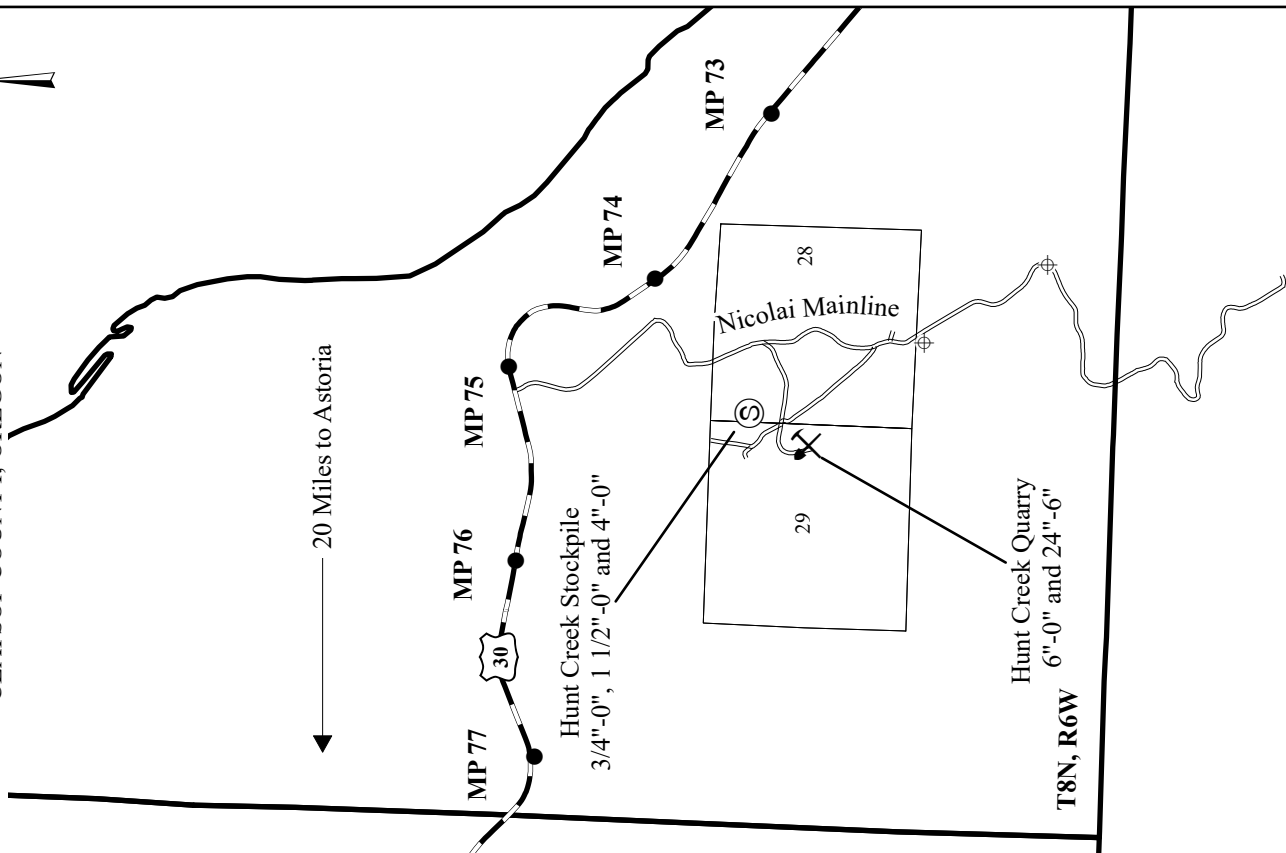 20 Miles to Astoria
MP 73
MP 74
MP 75
MP 76
MP 77
30
Hunt Creek Stockpile
3/4"-0", 1 1/2"-0" and 4"-0"
S
Nicolai Mainline
28
29
Hunt Creek Quarry
6"-0" and 24"-6"
T8N, R6W